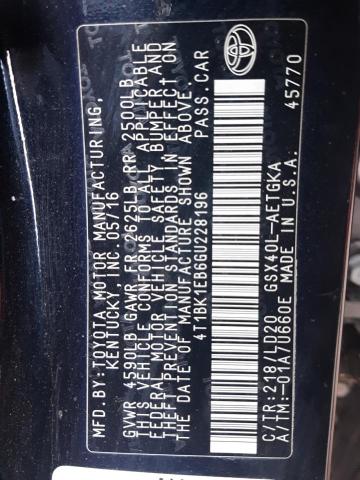 MFD.BY:TOYOTA MOTOR MANUFACTURING,
KENTUCKY, INC. 05/16
GVWR 4590LB GAWR FR 2625LB RR 2500LB
THIS VEHICLE CONFORMS TO ALL APPLICABLE
FEDERAL MOTOR VEHICLE SAFETY, BUMPER, AND
THEFT PREVENTION STANDARDS IN EFFECT ON
THE DATE OF MANUFACTURE SHOWN ABOVE.
4T1BK1EB6GU226196 PASS.CAR
C/TR:218/LD20 GSX40L-AETGKA
A/TM:-01A/U660E MADE IN U.S.A.
45770